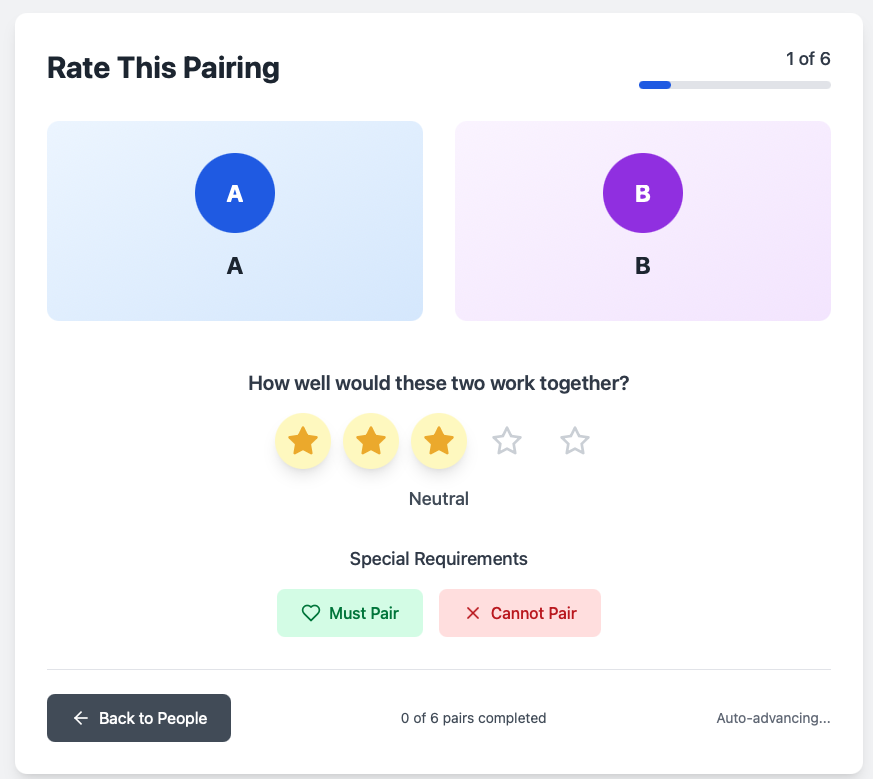 Rate This Pairing
1 of 6
A
A
B
B
How well would these two work together?
Neutral
Special Requirements
Must Pair
Cannot Pair
Back to People
0 of 6 pairs completed
Auto-advancing...